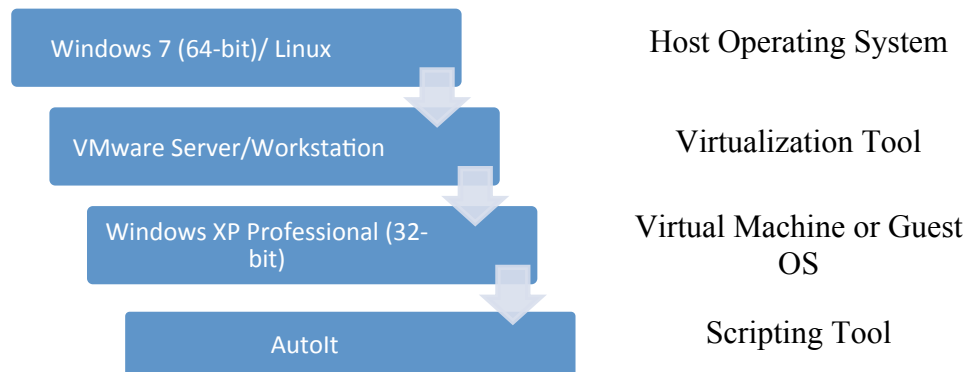 Windows 7 (64-bit)/ Linux
Host Operating System
VMware Server/Workstation
Virtualization Tool
Windows XP Professional (32-
bit)
Virtual Machine or Guest
OS
AutoIt
Scripting Tool